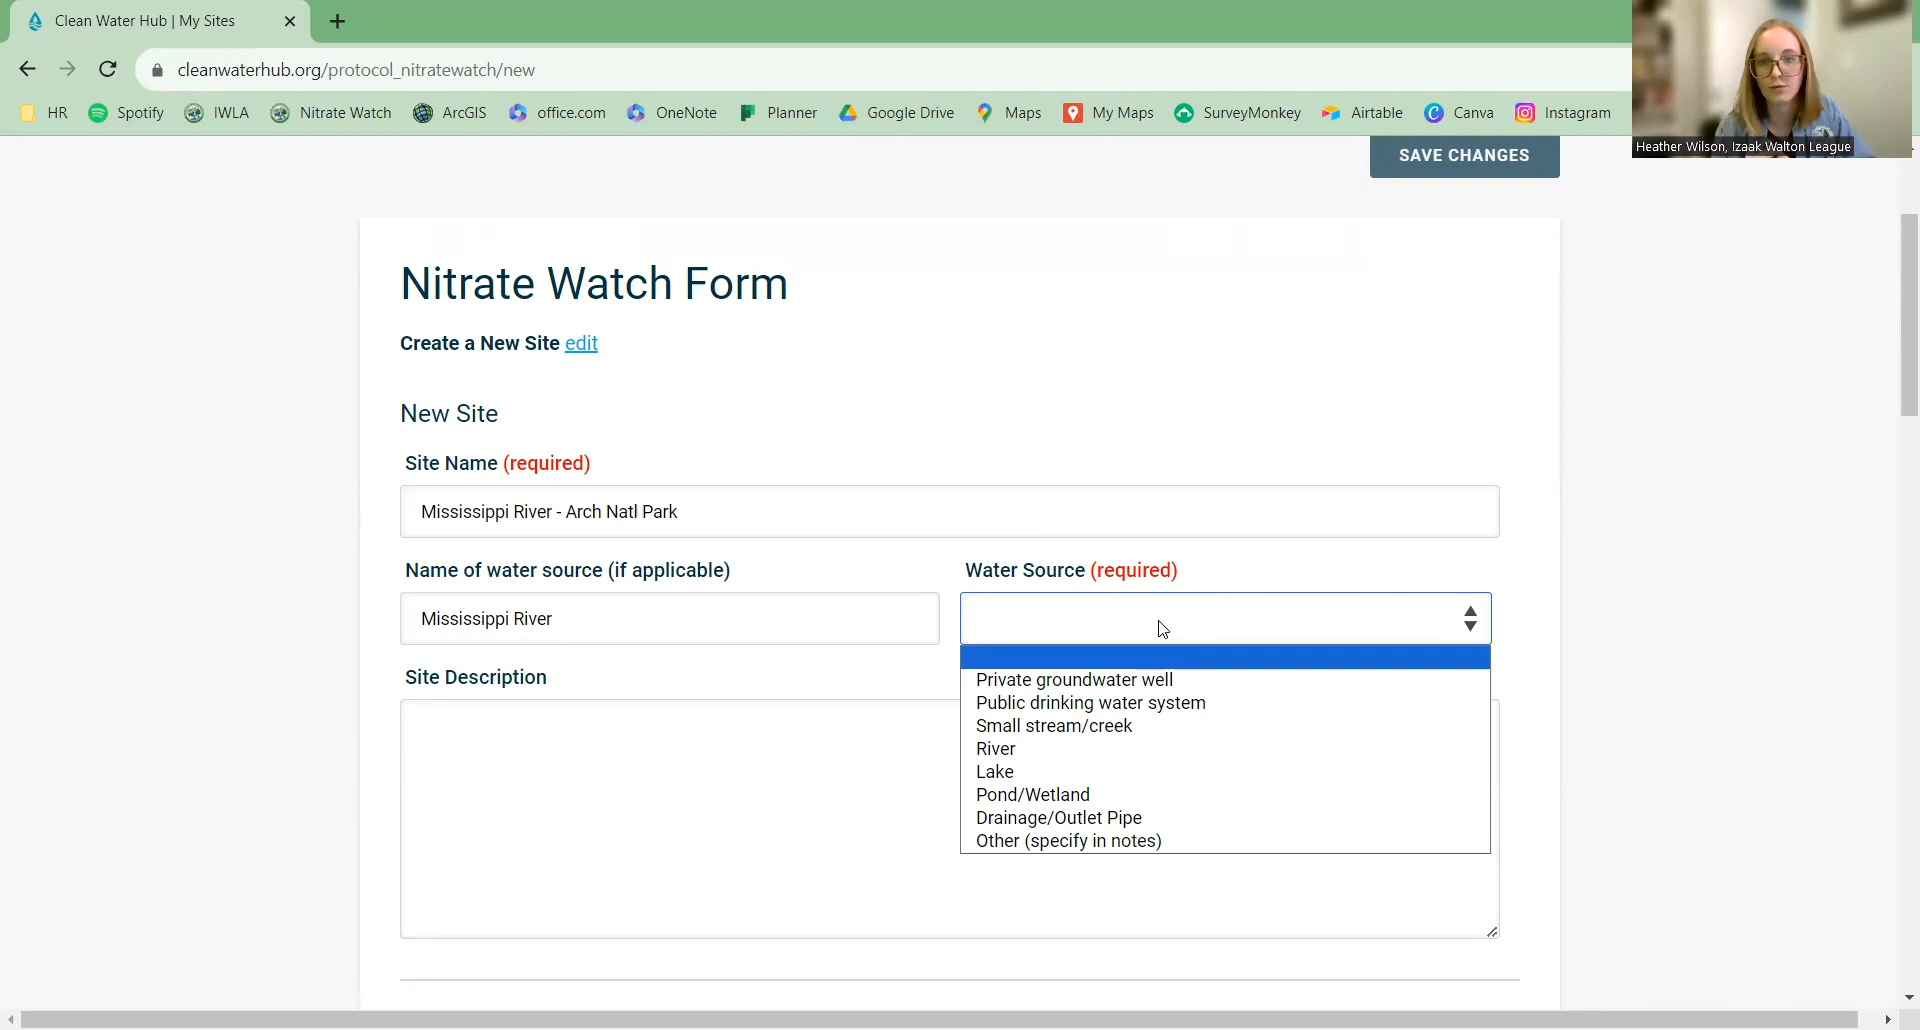 Clean Water Hub | My Sites
cleanwaterhub.org/protocol_nitratewatch/new
HR Spotify IWLA Nitrate Watch ArcGIS office.com OneNote Planner Google Drive Maps My Maps SurveyMonkey Airtable Canva Instagram
Heather Wilson, Izaak Walton League
SAVE CHANGES
Nitrate Watch Form
Create a New Site edit
New Site
Site Name (required)
Mississippi River - Arch Natl Park
Name of water source (if applicable) Water Source (required)
Mississippi River
Site Description
Private groundwater well
Public drinking water system
Small stream/creek
River
Lake
Pond/Wetland
Drainage/Outlet Pipe
Other (specify in notes)